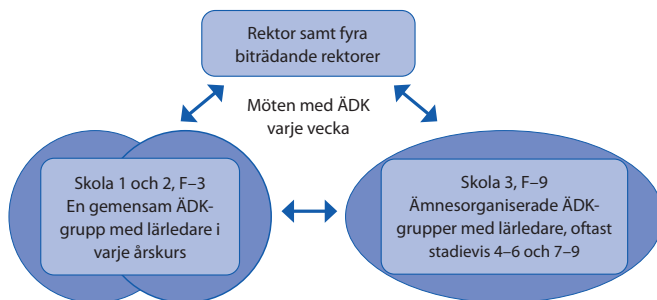 Rektor samt fyra
biträdande rektorer
Möten med ÄDK
varje vecka
Skola 1 och 2, F–3
En gemensam ÄDK-
grupp med lärledare i
varje årskurs
Skola 3, F–9
Ämnesorganiserade ÄDK-
grupper med lärledare, oftast
stadievis 4–6 och 7–9